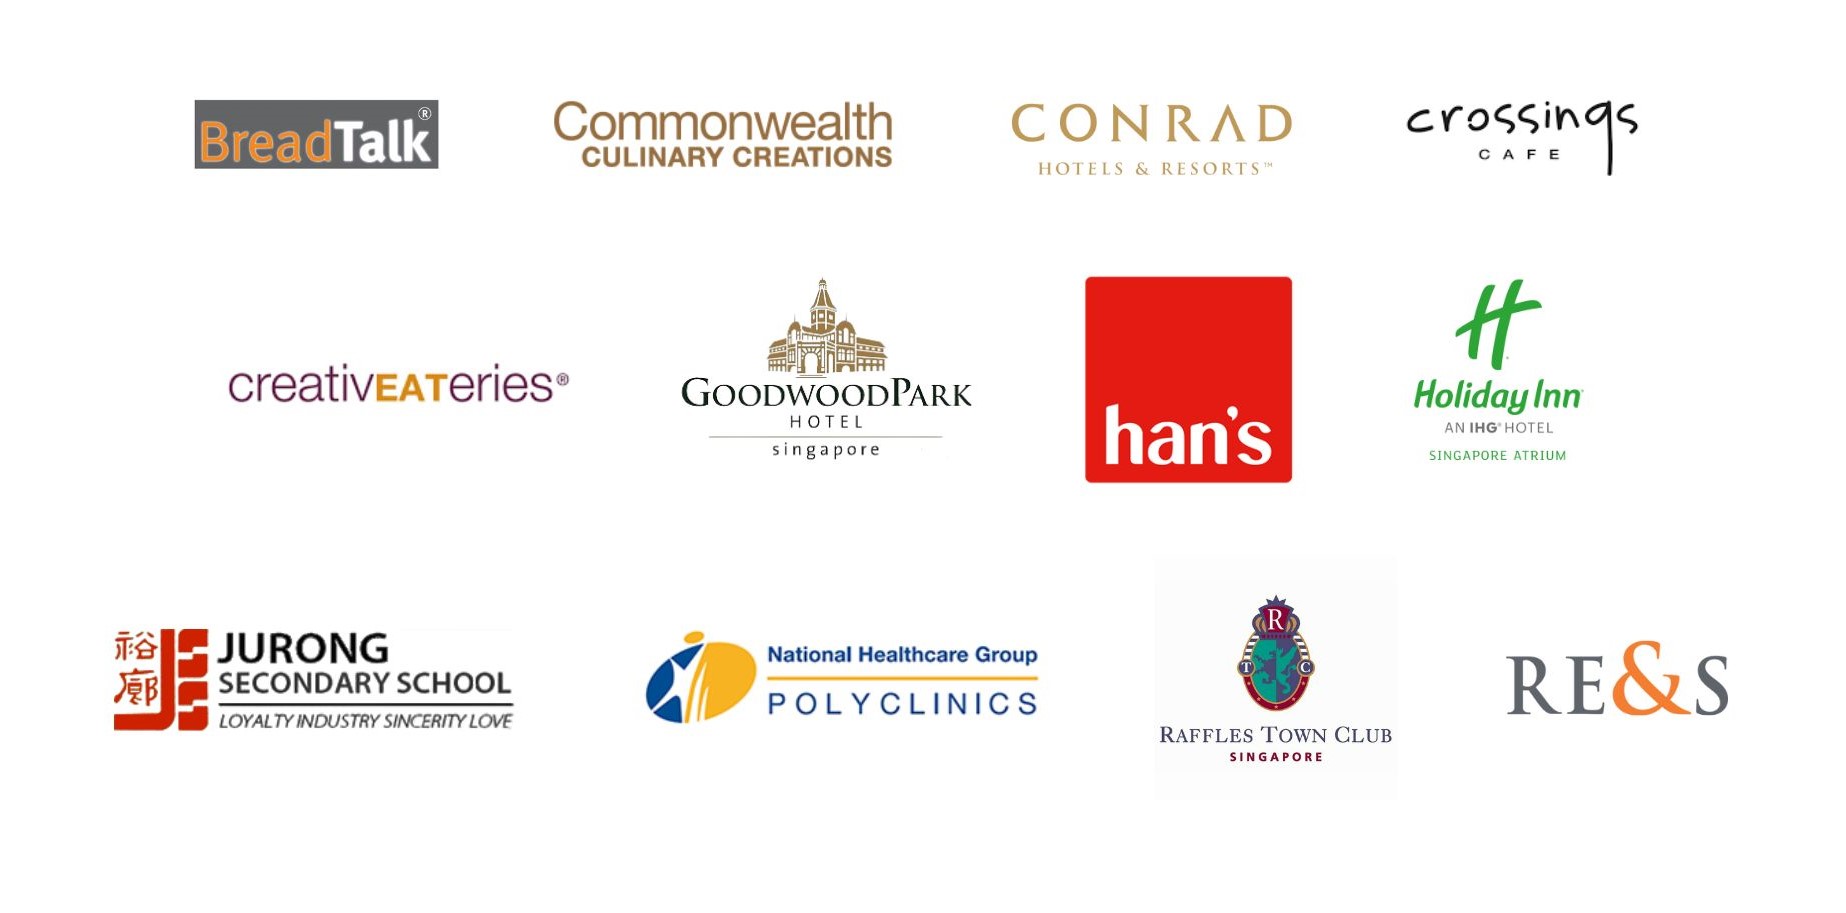 BreadTalk®
Commonwealth
CULINARY CREATIONS
CONRAD
HOTELS & RESORTS™
crossings
CAFE
creativEATeries®
GOODWOODPARK
HOTEL
singapore
han's
H
Holiday Inn
AN IHG® HOTEL
SINGAPORE ATRIUM
裕廊
JURONG
SECONDARY SCHOOL
LOYALTY INDUSTRY SINCERITY LOVE
National Healthcare Group
POLYCLINICS
R
T C
RAFFLES TOWN CLUB
SINGAPORE
RE&S